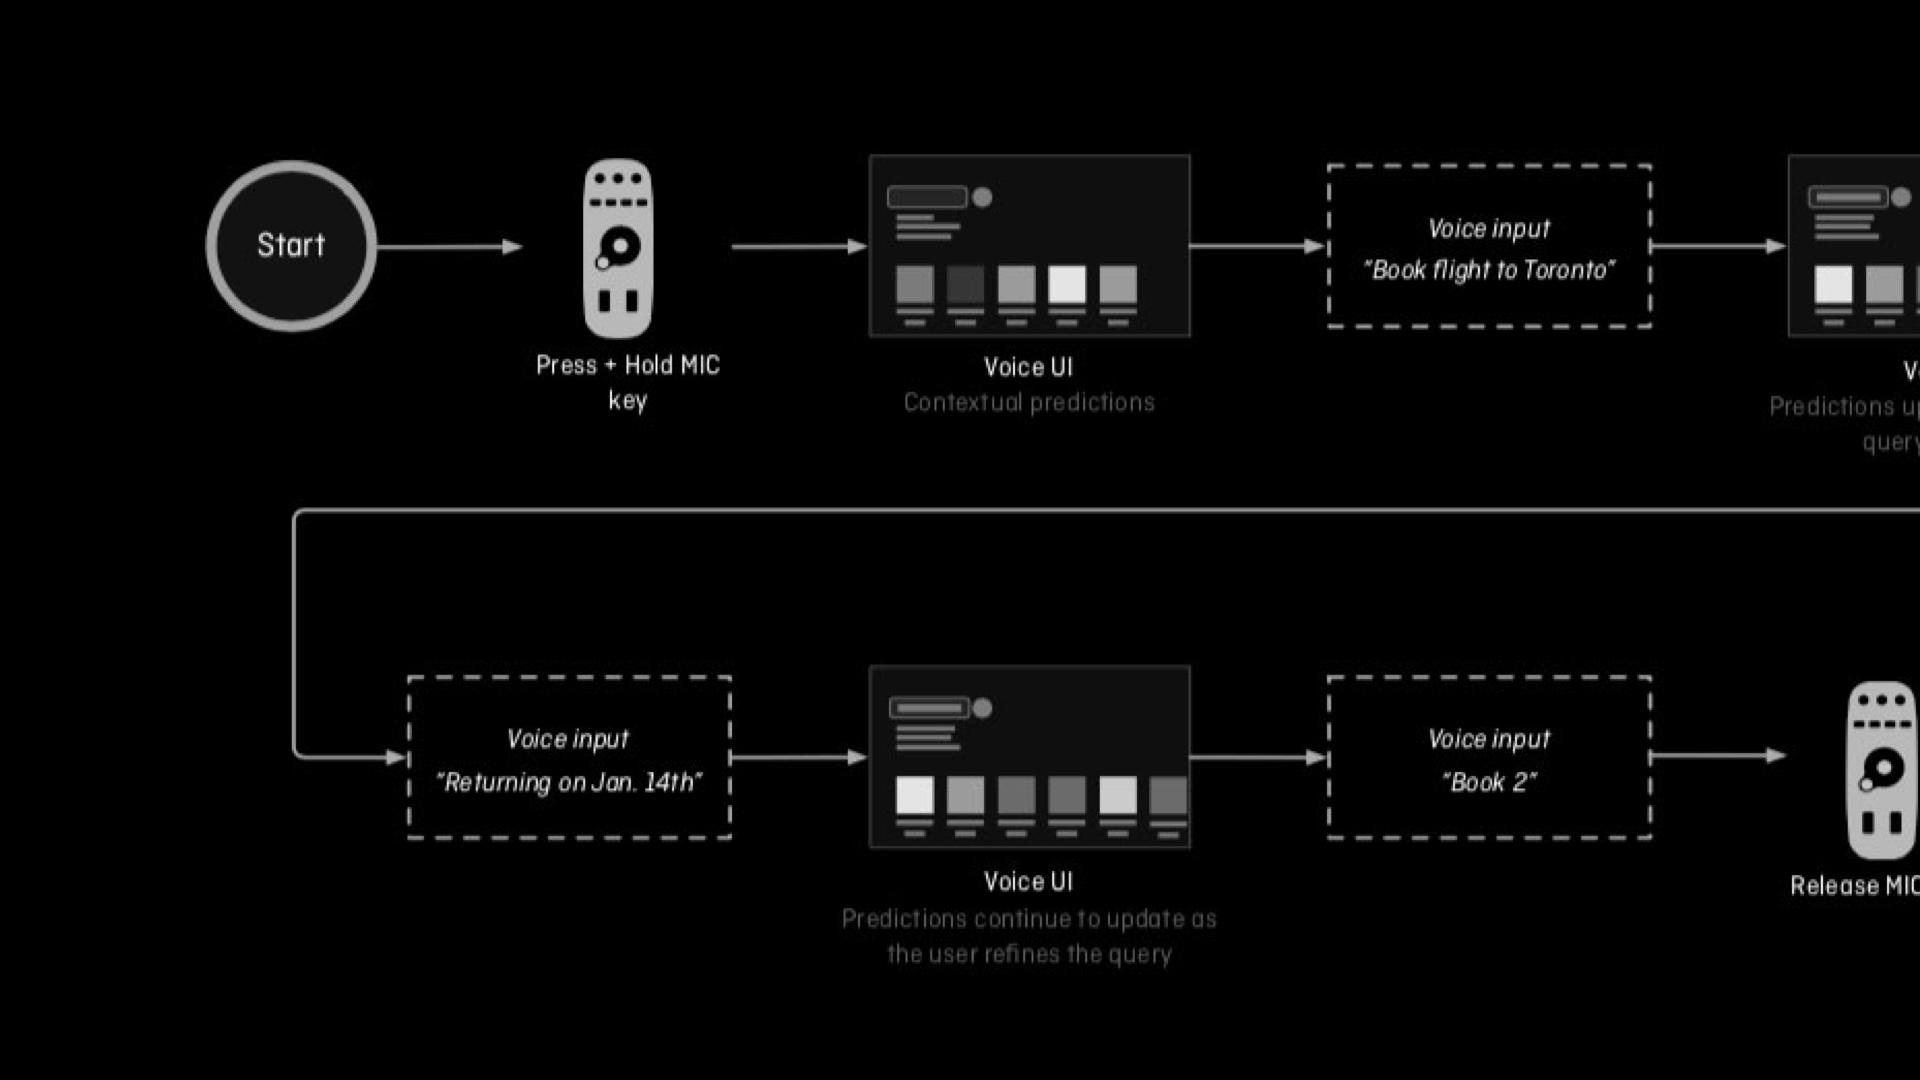 Start
Press + Hold MIC
key
Voice UI
Contextual predictions
Voice input
"Book flight to Toronto"
Predictions
query
Voice input
"Returning on Jan. 14th"
Voice UI
Predictions continue to update as
the user refines the query
Voice input
"Book 2"
Release MIC